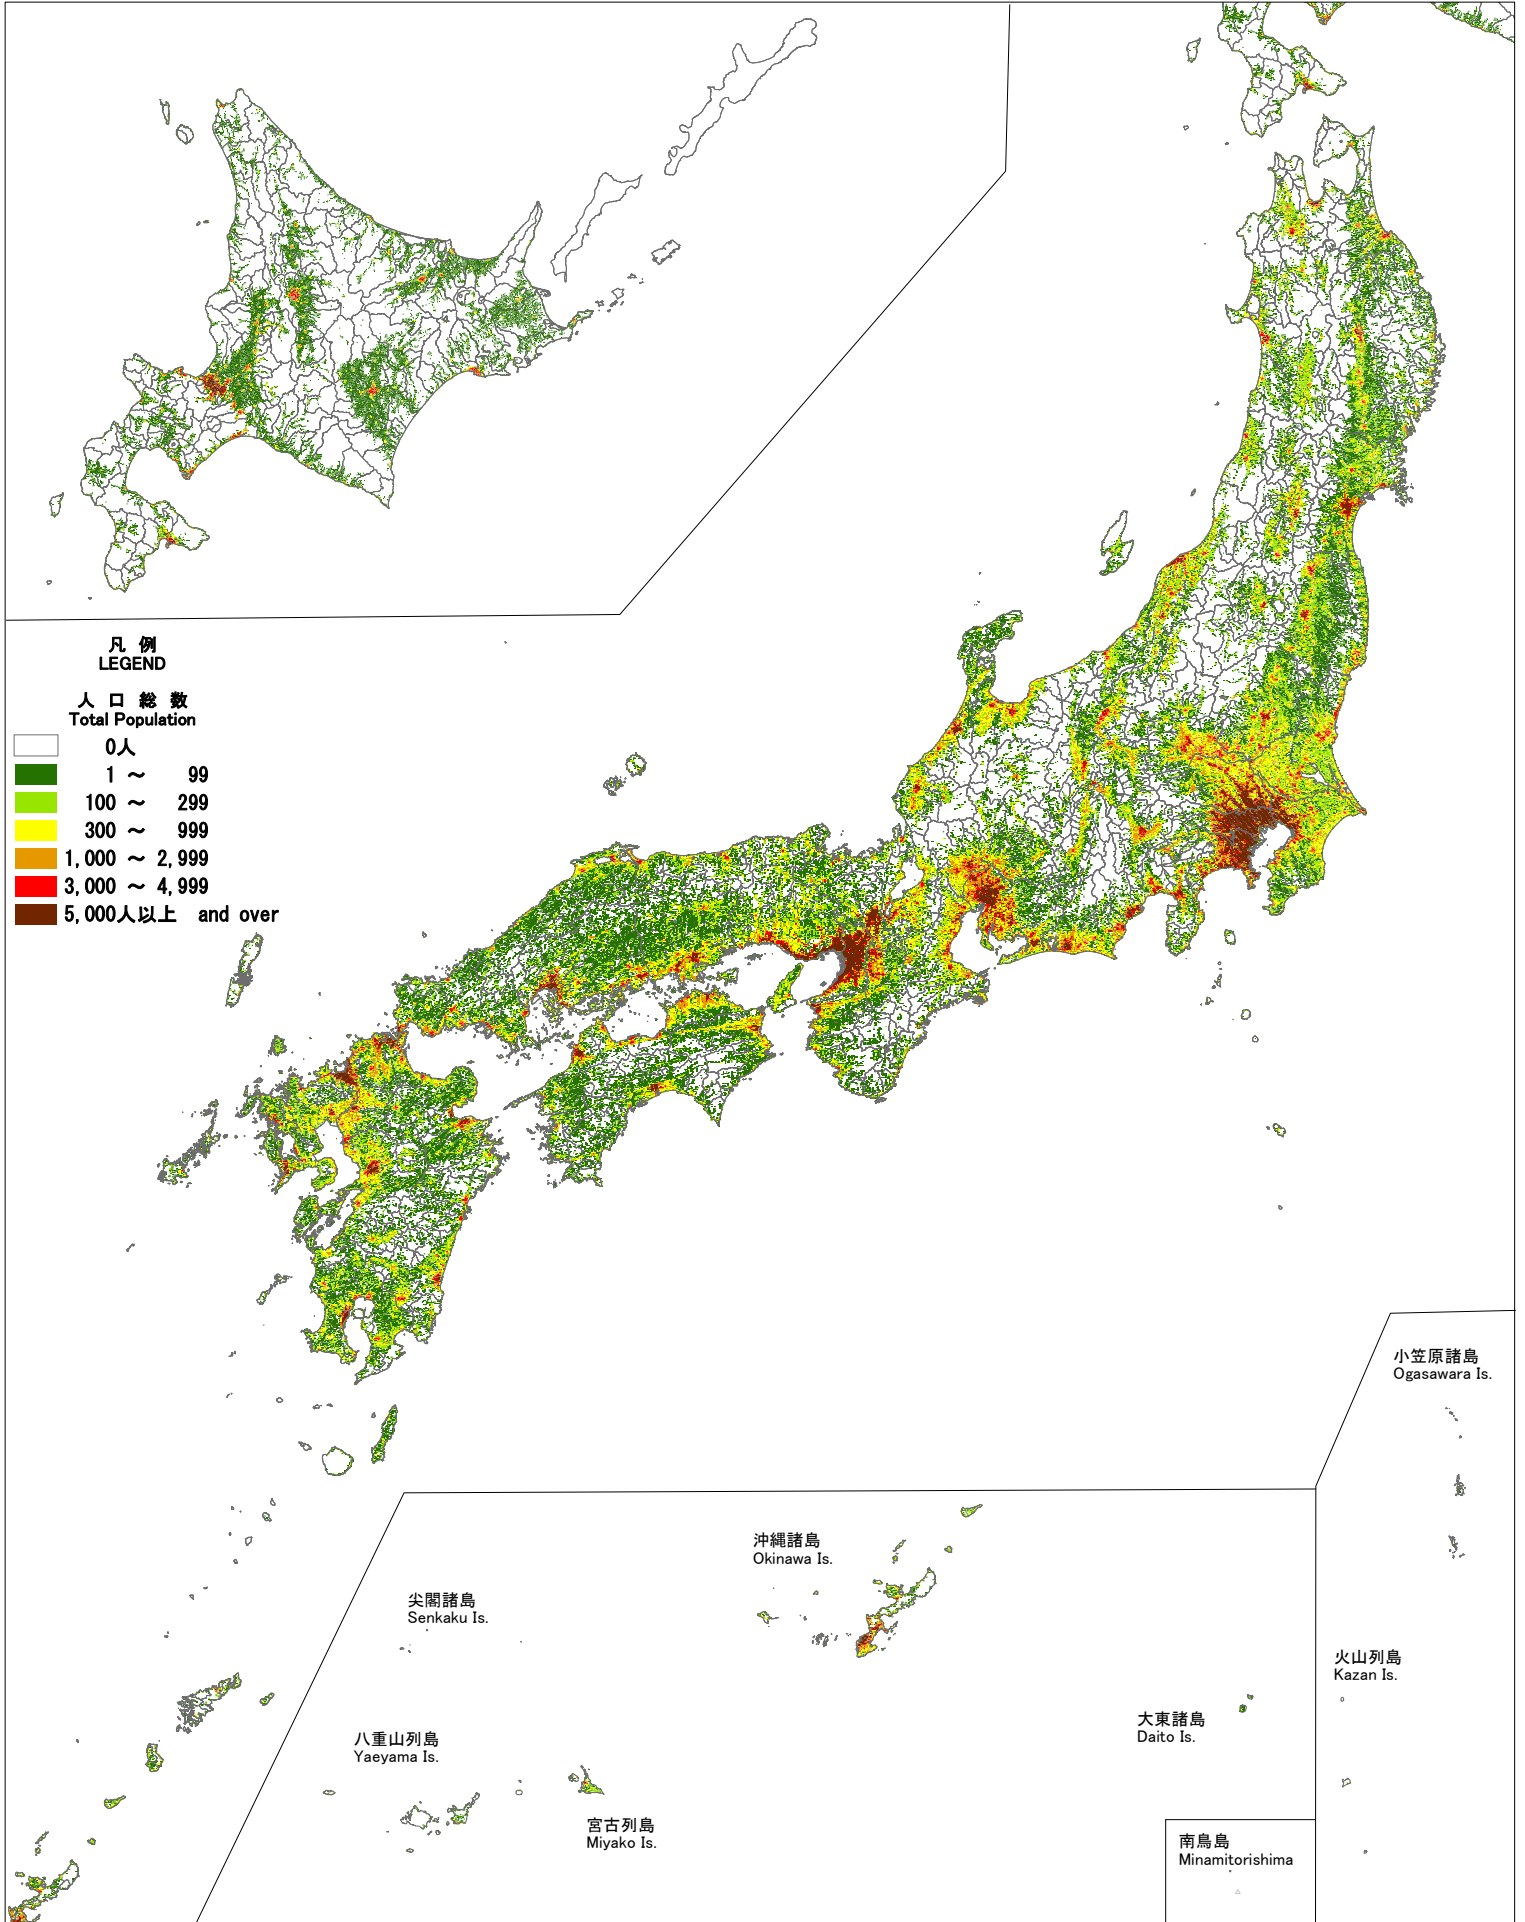 凡 例
LEGEND
人 口 総 数
Total Population
0人
1 ～ 99
100 ～ 299
300 ～ 999
1,000 ～ 2,999
3,000 ～ 4,999
5,000人以上 and over
小笠原諸島
Ogasawara Is.
沖縄諸島
Okinawa Is.
尖閣諸島
Senkaku Is.
火山列島
Kazan Is.
大東諸島
Daito Is.
八重山列島
Yaeyama Is.
宮古列島
Miyako Is.
南鳥島
Minamitorishima